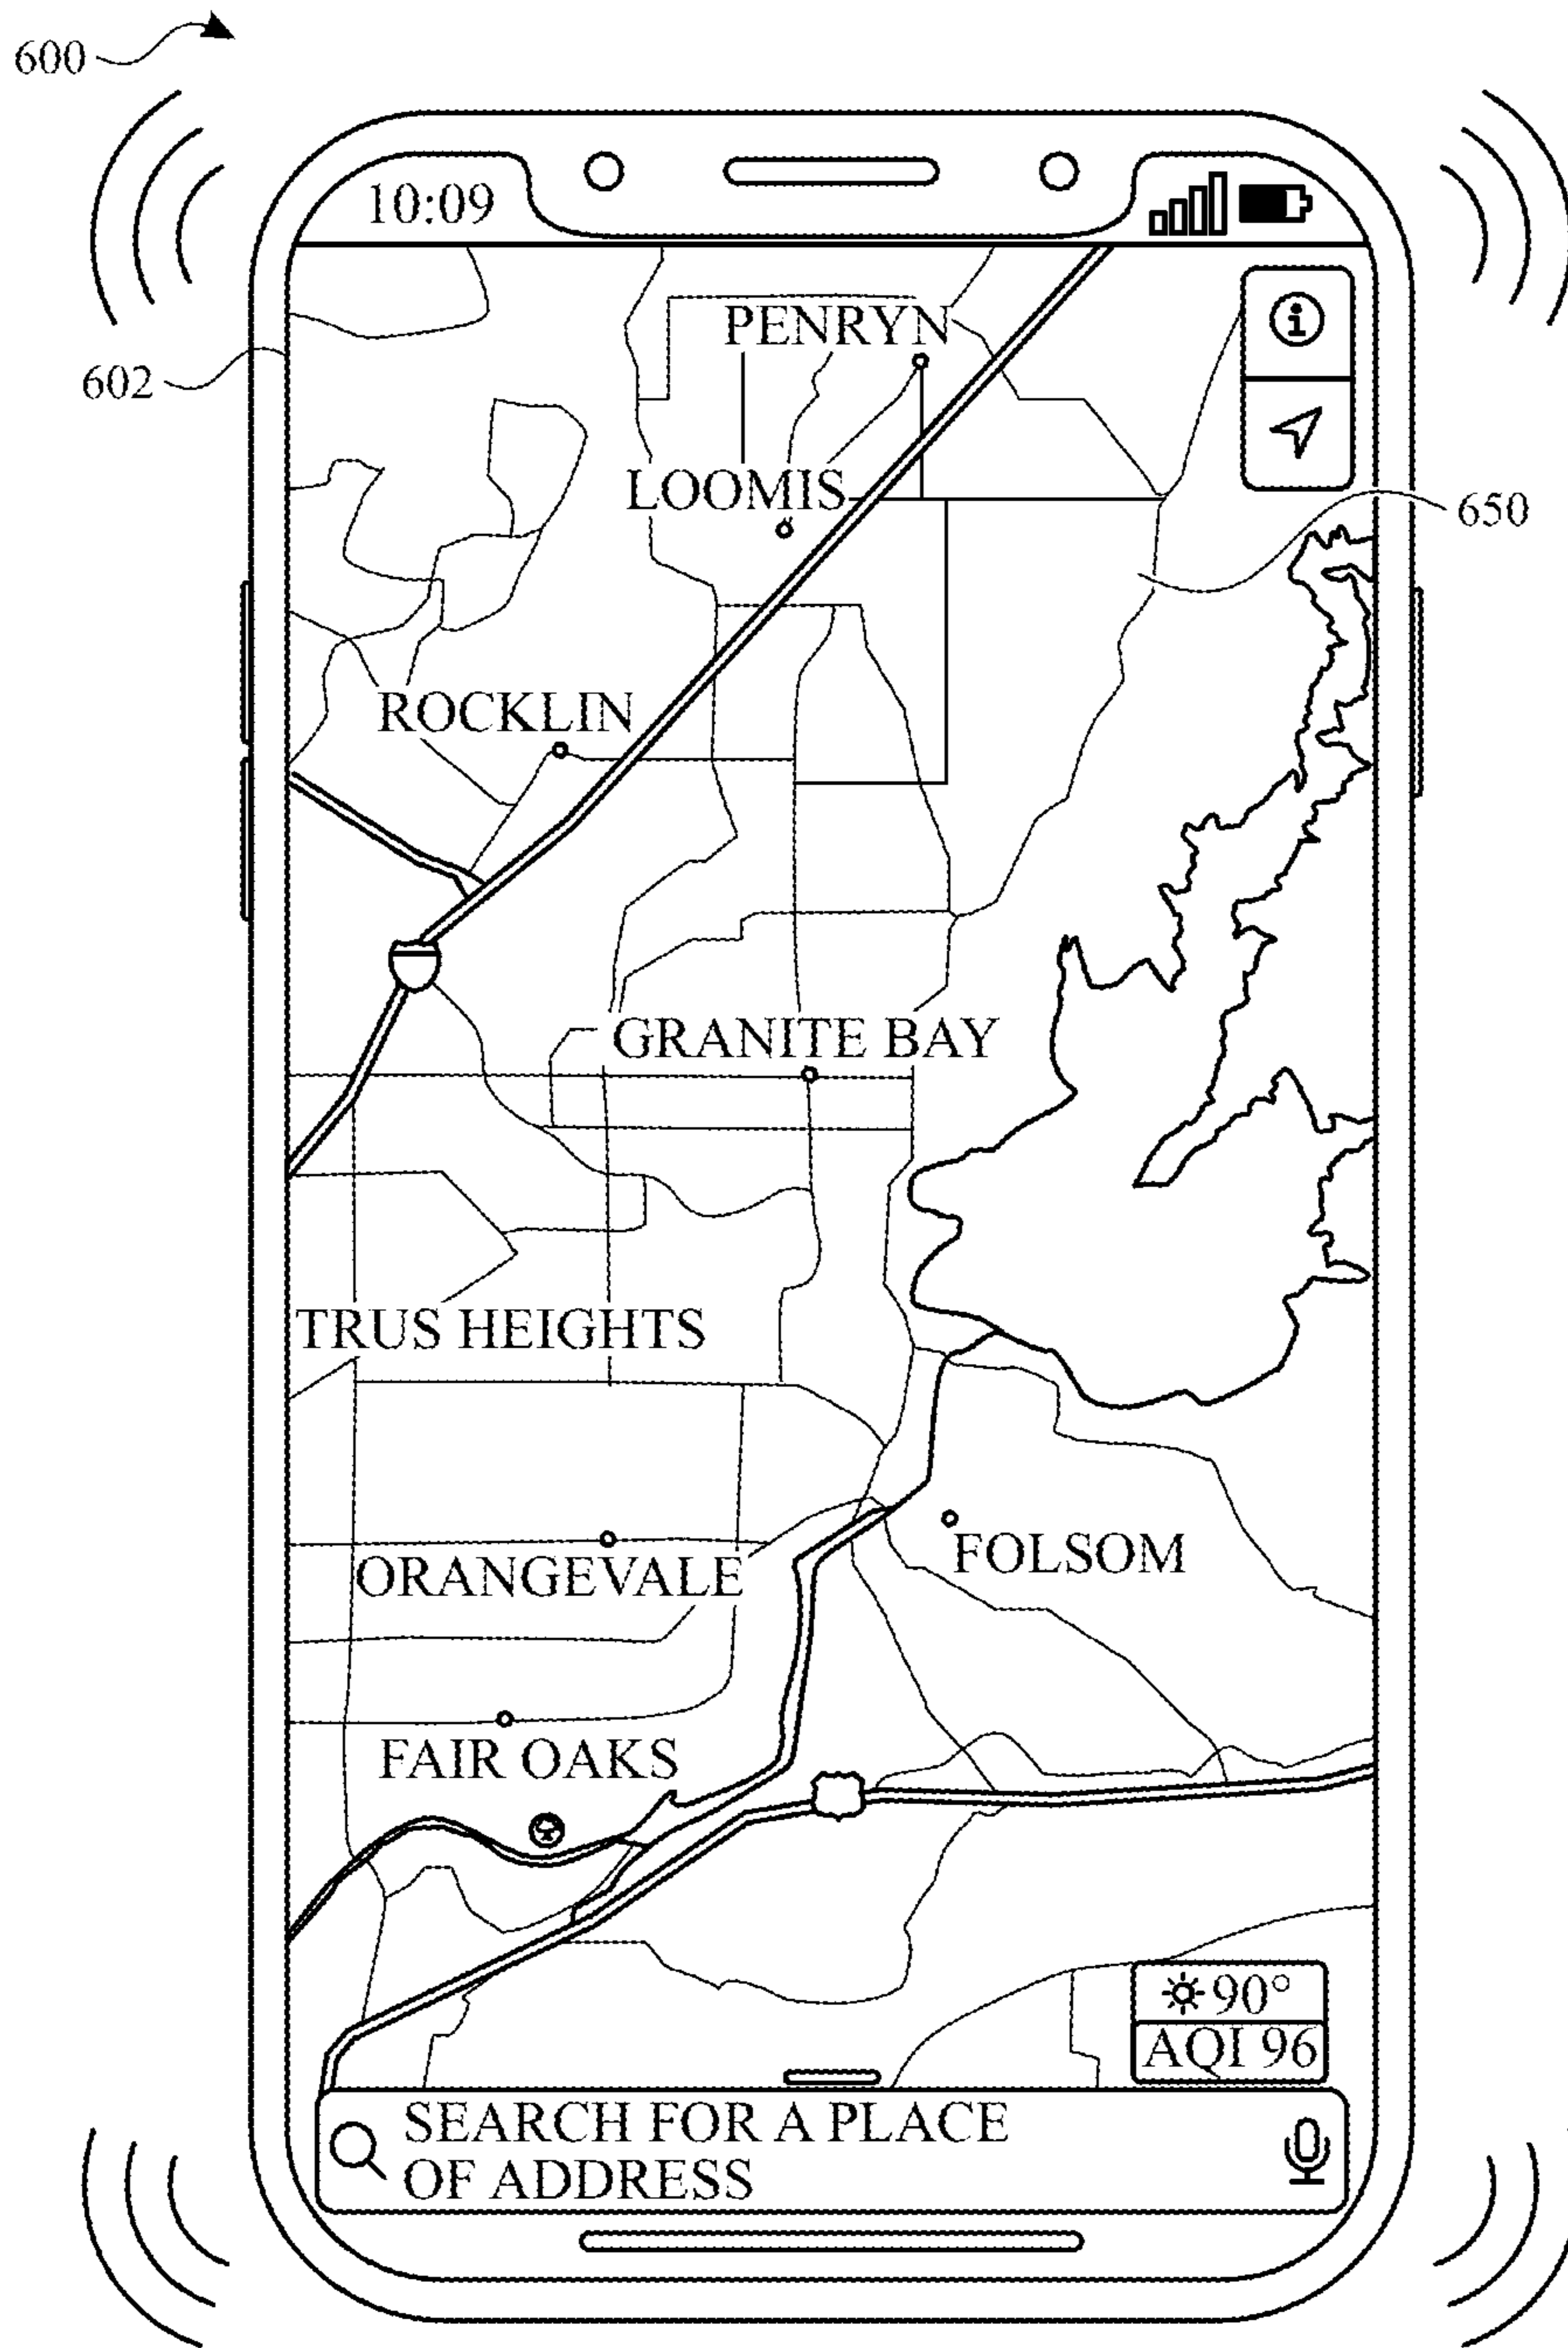 600
10:09
PENRYN
602
LOOMIS
650
ROCKLIN
GRANITE BAY
TRUS HEIGHTS
FOLSOM
ORANGEVALE
FAIR OAKS
90°
AQI 96
SEARCH FOR A PLACE
OF ADDRESS